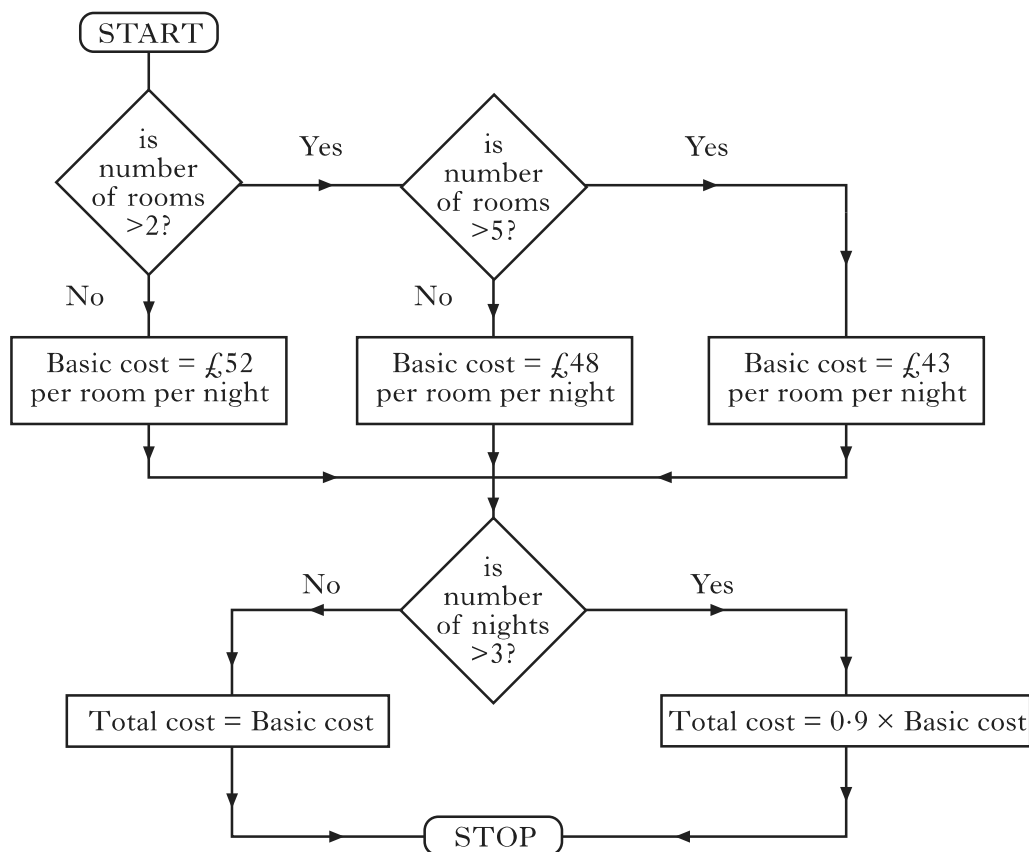 START
is
number
of rooms
>2?
Yes
is
number
of rooms
>5?
Yes
No
No
Basic cost = £52
per room per night
Basic cost = £48
per room per night
Basic cost = £43
per room per night
is
number
of nights
>3?
No
Yes
Total cost = Basic cost
Total cost = 0·9 × Basic cost
STOP